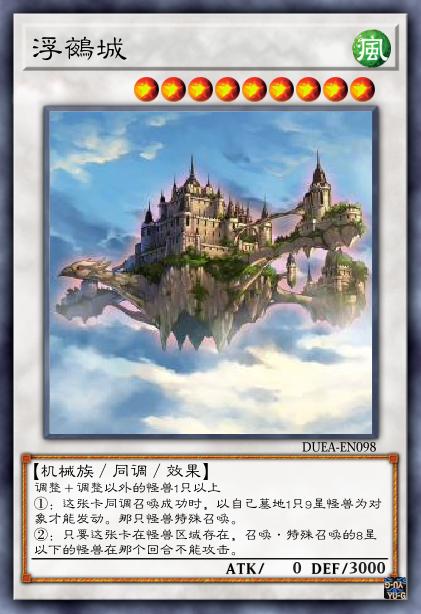 浮鵺城
風
DUEA-EN098
【机械族／同调／效果】
调整＋调整以外的怪兽1只以上
①：这张卡同调召唤成功时，以自己墓地1只9星怪兽为对
象才能发动。那只怪兽特殊召唤。
②：只要这张卡在怪兽区域存在，召唤·特殊召唤的8星
以下的怪兽在那个回合不能攻击。
ATK/ 0 DEF/3000